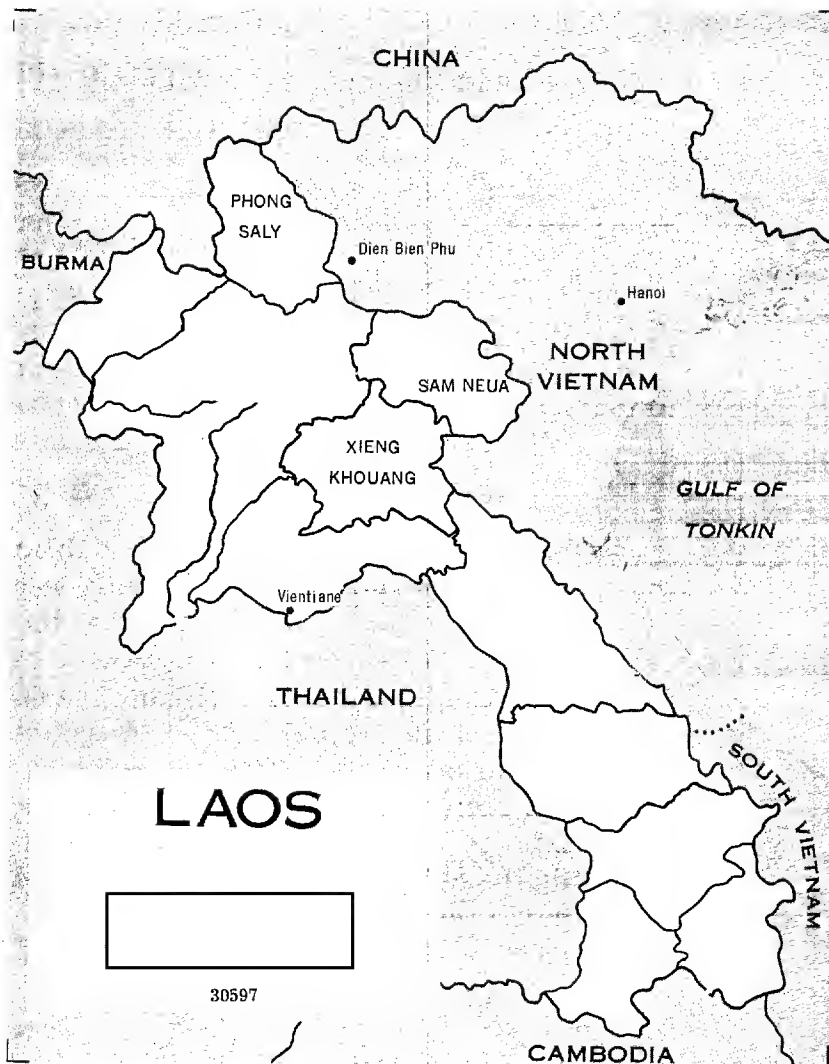 CHINA
PHONG
SALY
Dien Bien Phu
BURMA
Hanoi
NORTH
VIETNAM
SAM NEUA
XIENG
KHOUANG
GULF OF
TONKIN
Vientiane
THAILAND
SOUTH VIETNAM
LAOS
30597
CAMBODIA